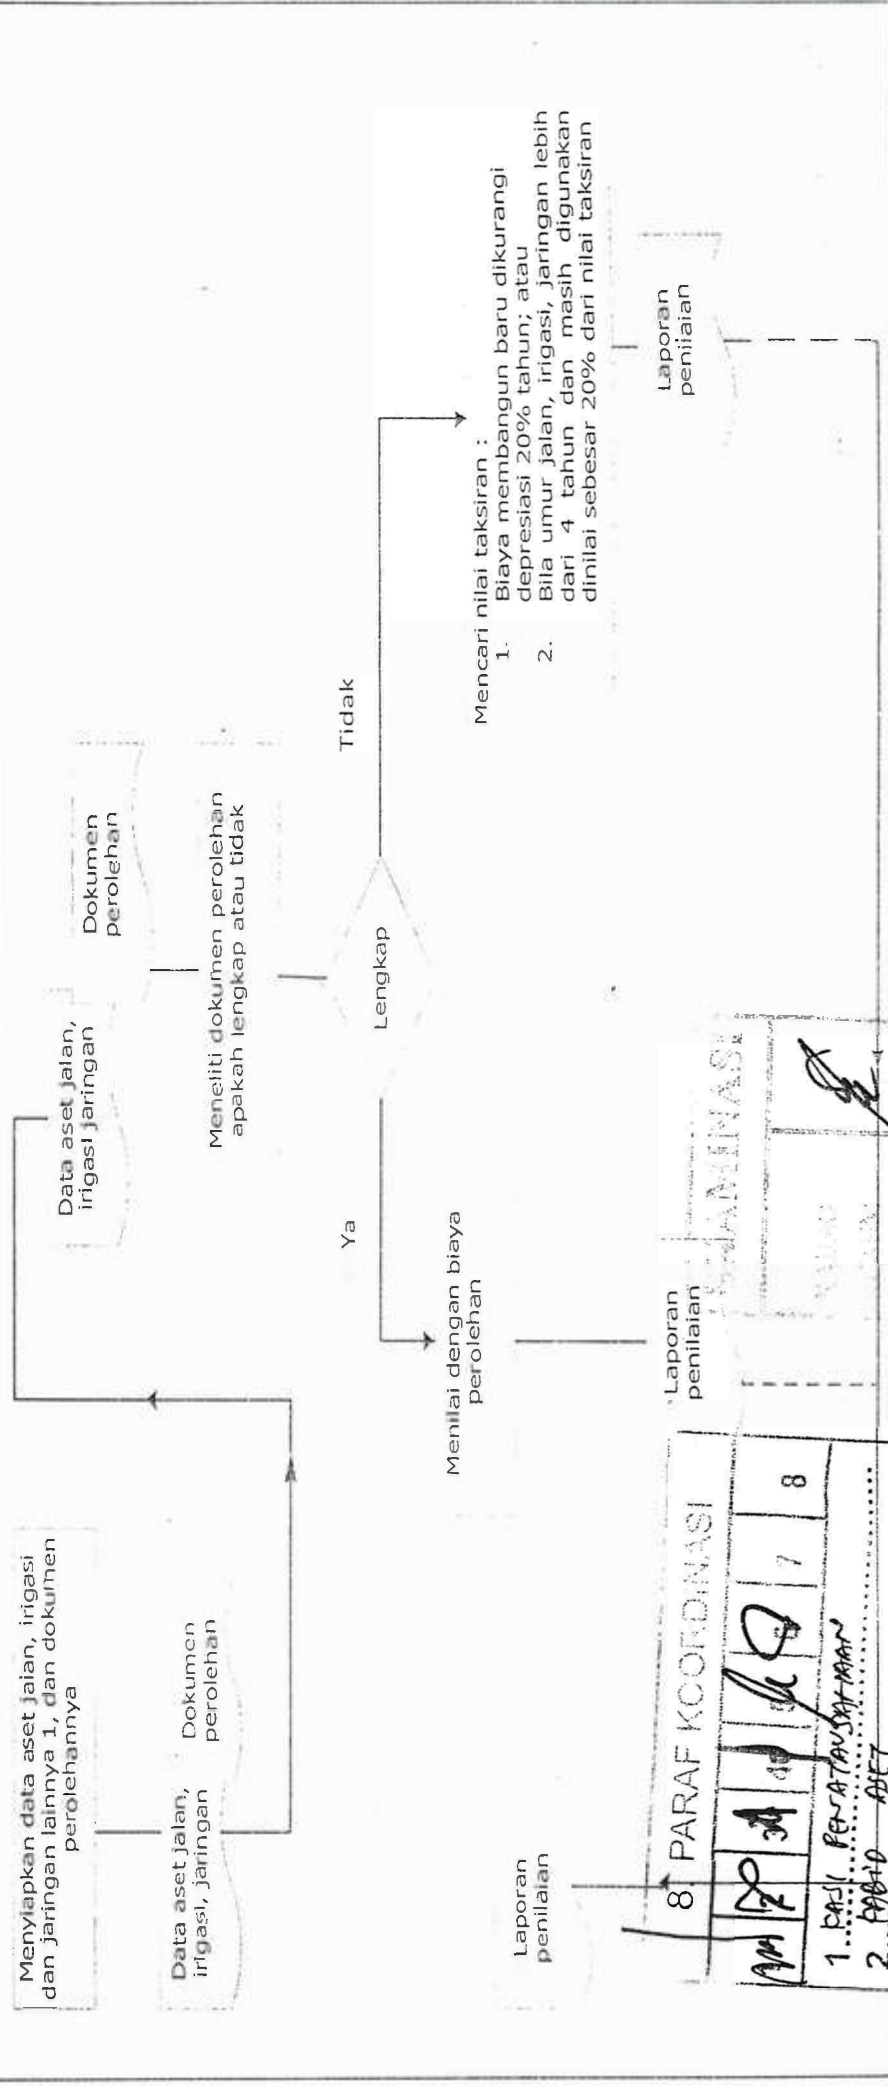 Menyiapkan data aset jalan, irigasi
dan jaringan lainnya 1, dan dokumen
perolehannya
Data aset jalan,
irigasi, jaringan
Dokumen
perolehan
Data aset jalan,
irigasi jaringan
Dokumen
perolehan
Meneliti dokumen perolehan
apakah lengkap atau tidak
Lengkap
Ya
Tidak
Menilai dengan biaya
perolehan
Mencari nilai taksiran :
1. Biaya membangun baru dikurangi
depresiasi 20% tahun; atau
2. Bila umur jalan, irigasi, jaringan lebih
dari 4 tahun dan masih digunakan
dinilai sebesar 20% dari nilai taksiran
Laporan
penilaian
Laporan
penilaian
Laporan
penilaian
8. PARAF KOORDINASI
7 8
1. KASI PENATAUSAHAAN
2. KABID ASET